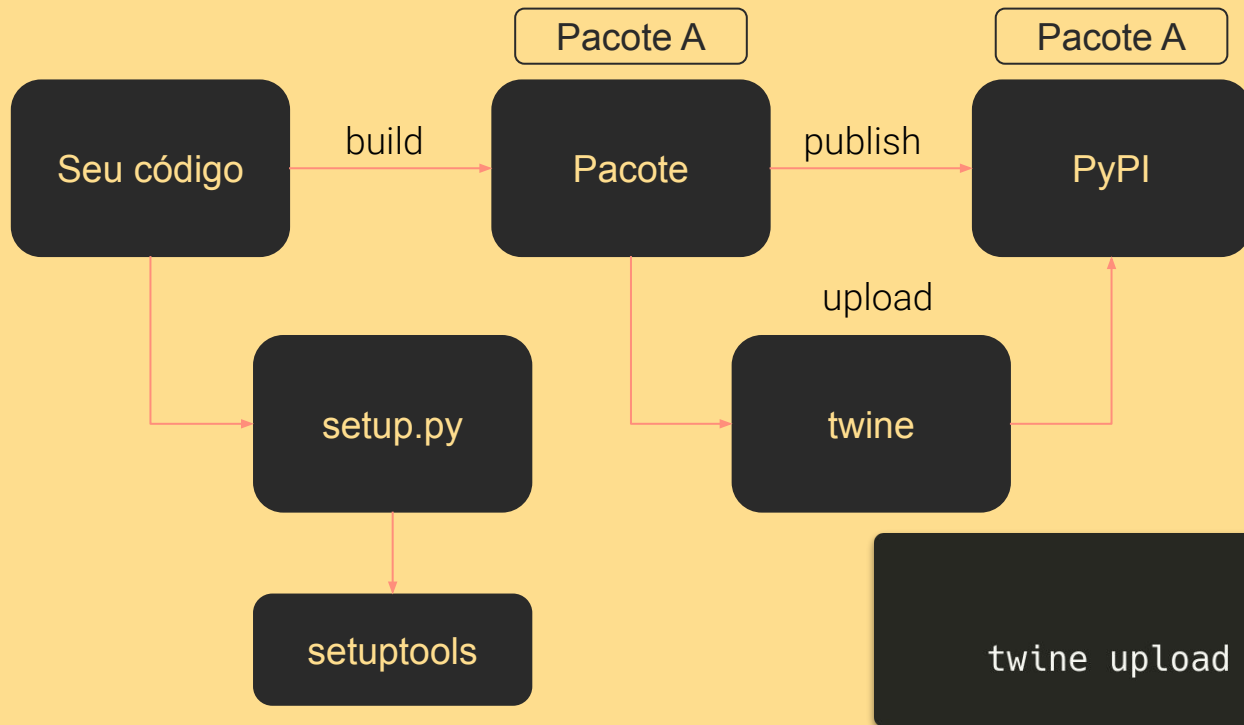 Pacote A
Pacote A
Seu código
build
Pacote
publish
PyPI
upload
setup.py
twine
setuptools
twine upload